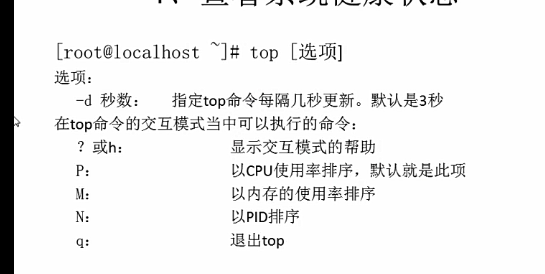 [root@localhost ~]# top [选项]
选项：
-d 秒数： 指定top命令每隔几秒更新。默认是3秒
在top命令的交互模式当中可以执行的命令：
? 或h： 显示交互模式的帮助
P： 以CPU使用率排序，默认就是此项
M： 以内存的使用率排序
N： 以PID排序
q： 退出top